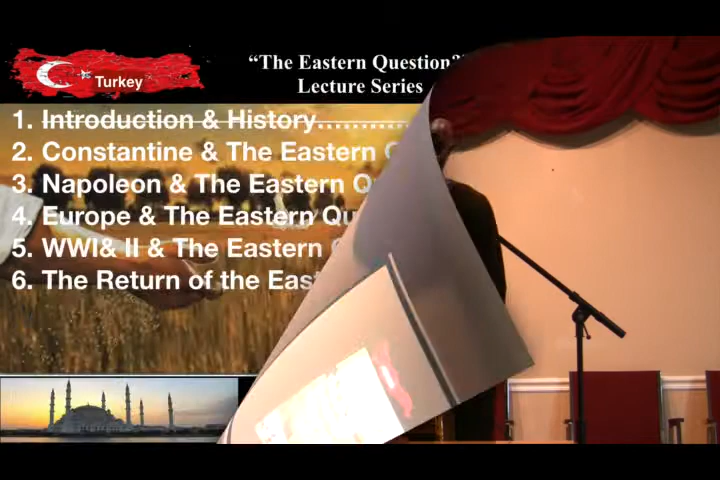 Turkey
“The Eastern Question?”
Lecture Series
1. Introduction & History
2. Constantine & The Eastern
3. Napoleon & The Eastern
4. Europe & The Eastern
5. WWI& II & The Eastern
6. The Return of the